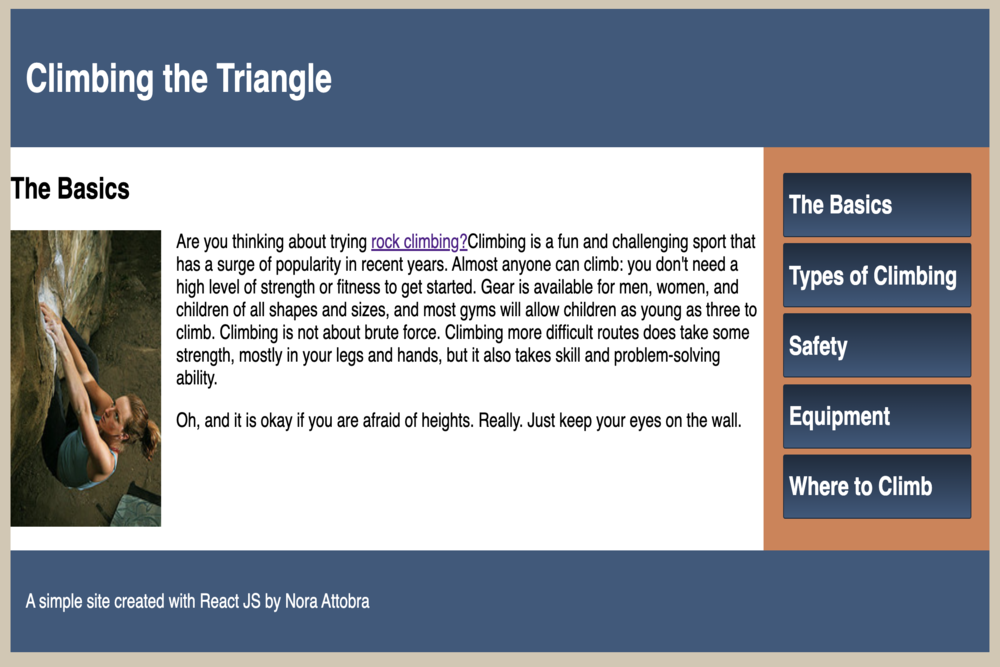 Climbing the Triangle
The Basics
Are you thinking about trying rock climbing?Climbing is a fun and challenging sport that
has a surge of popularity in recent years. Almost anyone can climb: you don't need a
high level of strength or fitness to get started. Gear is available for men, women, and
children of all shapes and sizes, and most gyms will allow children as young as three to
climb. Climbing is not about brute force. Climbing more difficult routes does take some
strength, mostly in your legs and hands, but it also takes skill and problem-solving
ability.
Oh, and it is okay if you are afraid of heights. Really. Just keep your eyes on the wall.
The Basics
Types of Climbing
Safety
Equipment
Where to Climb
A simple site created with React JS by Nora Attobra